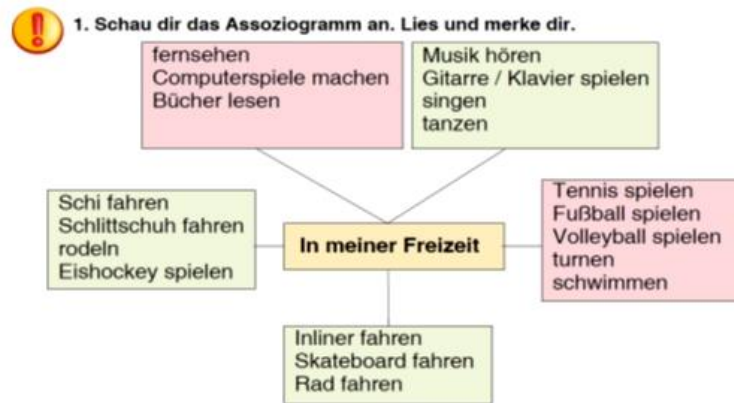 1. Schau dir das Assoziogramm an. Lies und merke dir.
fernsehen
Computerspiele machen
Bücher lesen
Musik hören
Gitarre / Klavier spielen
singen
tanzen
Schi fahren
Schlittschuh fahren
rodeln
Eishockey spielen
In meiner Freizeit
Tennis spielen
Fußball spielen
Volleyball spielen
turnen
schwimmen
Inliner fahren
Skateboard fahren
Rad fahren